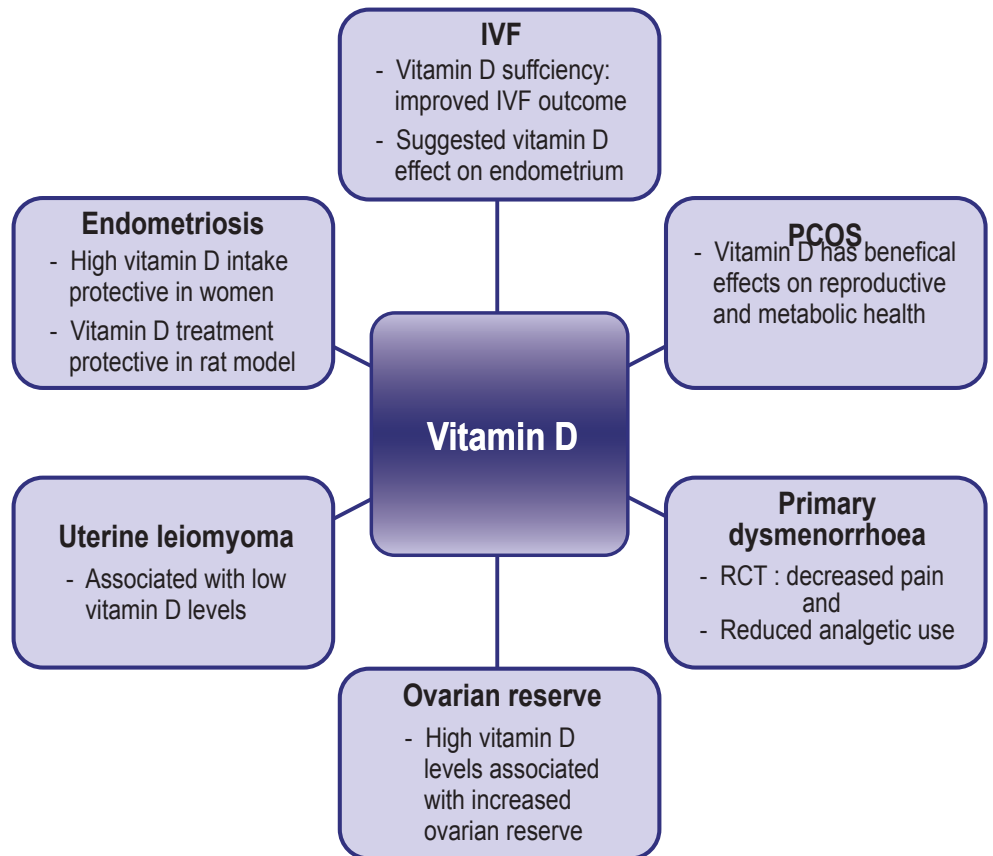 IVF
- Vitamin D suffciency:
improved IVF outcome
- Suggested vitamin D
effect on endometrium
Endometriosis
- High vitamin D intake
protective in women
- Vitamin D treatment
protective in rat model
PCOS
- Vitamin D has benefical
effects on reproductive
and metabolic health
Vitamin D
Uterine leiomyoma
- Associated with low
vitamin D levels
Primary
dysmenorrhoea
- RCT : decreased pain
and
- Reduced analgetic use
Ovarian reserve
- High vitamin D
levels associated
with increased
ovarian reserve